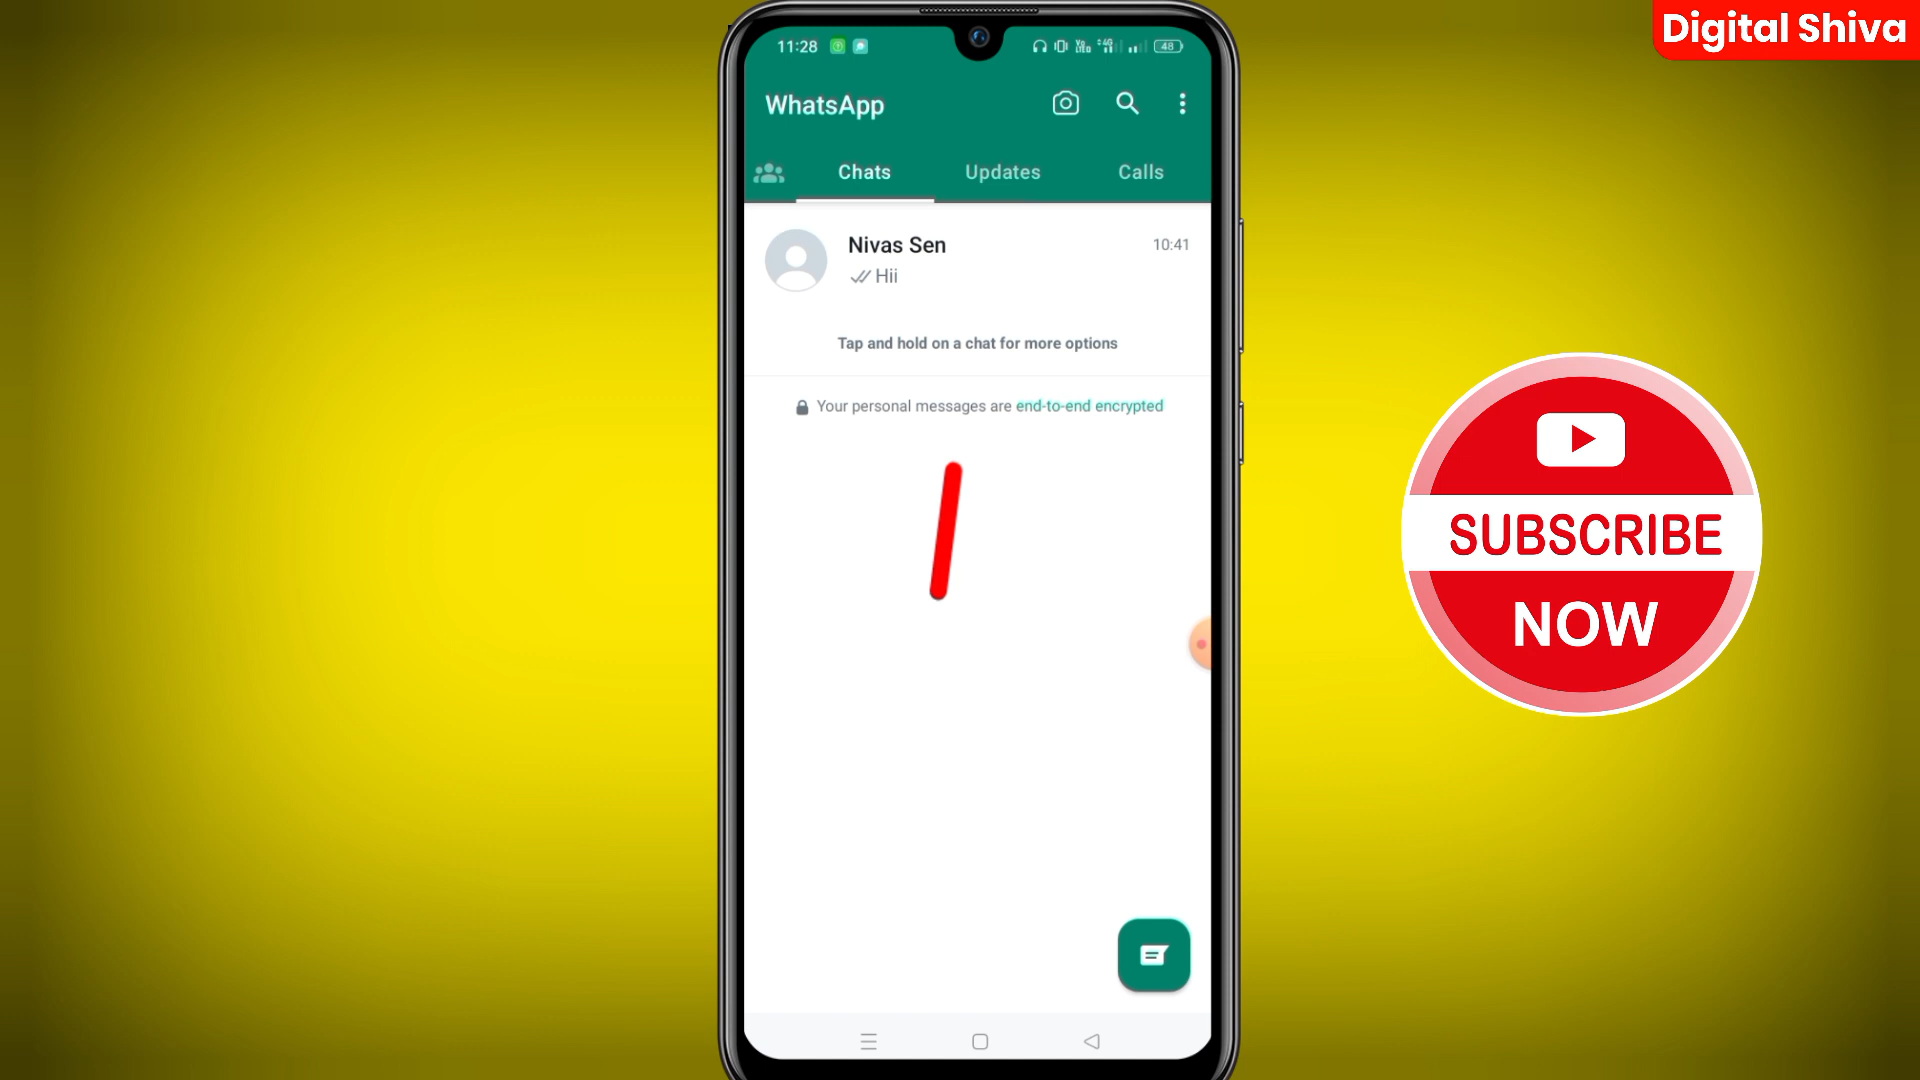 Digital Shiva
11:28
48
WhatsApp
Chats
Updates
Calls
Nivas Sen
10:41
Hii
Tap and hold on a chat for more options
Your personal messages are end-to-end encrypted
SUBSCRIBE
NOW